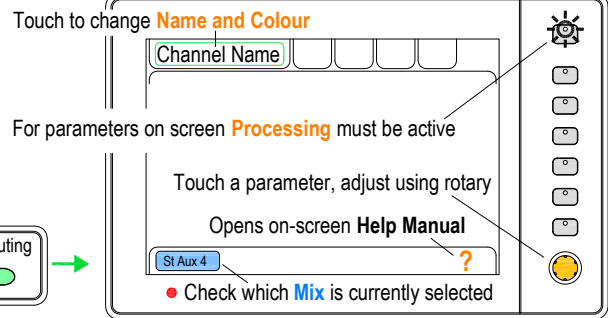 Touch to change Name and Colour
Channel Name
For parameters on screen Processing must be active
Touch a parameter, adjust using rotary
Opens on-screen Help Manual
uting
St Aux 4
?
Check which Mix is currently selected